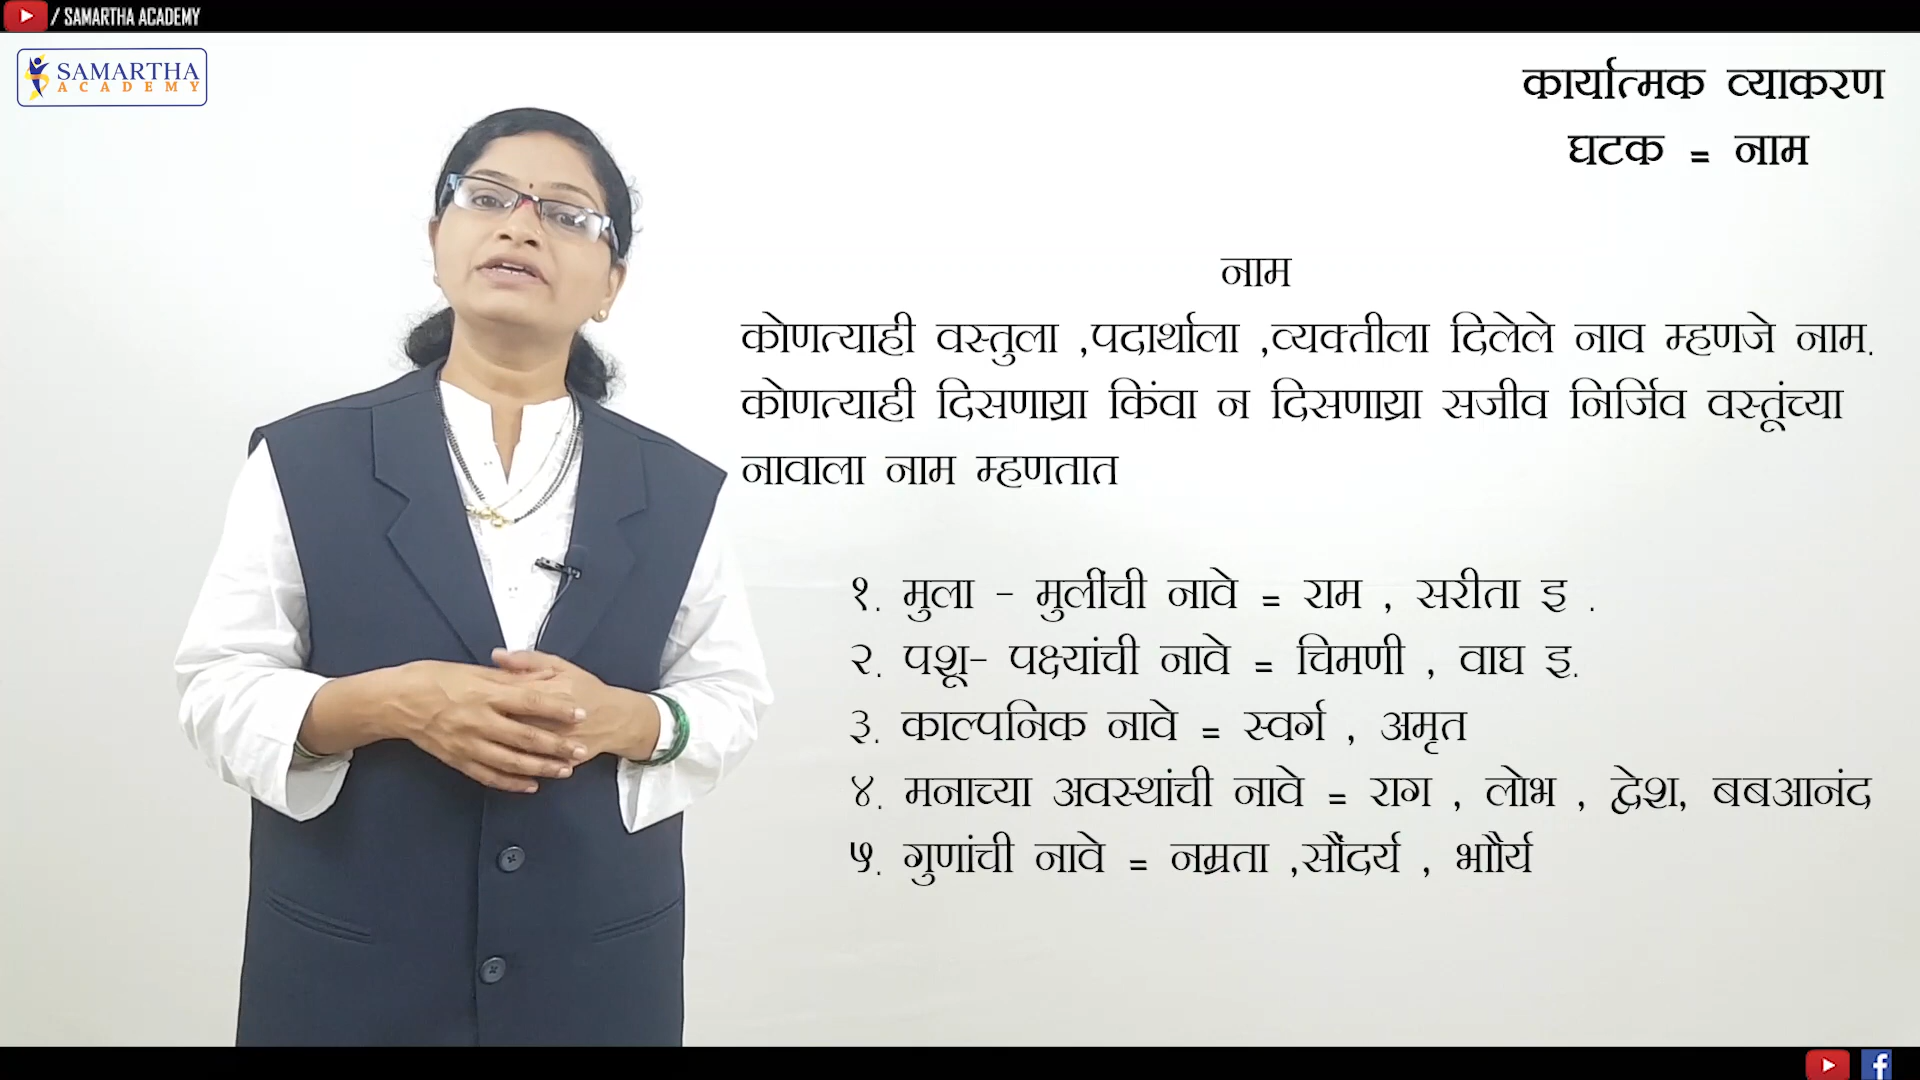 / SAMARTHA ACADEMY
SAMARTHA
ACADEMY
कार्यात्मक व्याकरण
घटक = नाम
नाम
कोणत्याही वस्तुला ,पदार्थाला ,व्यक्तीला दिलेले नाव म्हणजे नाम.
कोणत्याही दिसणाऱ्या किंवा न दिसणाऱ्या सजीव निर्जिव वस्तूंच्या
नावाला नाम म्हणतात
१. मुला - मुलींची नावे = राम , सरीता इ .
२. पशू- पक्ष्यांची नावे = चिमणी , वाघ इ.
३. काल्पनिक नावे = स्वर्ग , अमृत
४. मनाच्या अवस्थांची नावे = राग , लोभ , द्वेश, बबआनंद
५. गुणांची नावे = नम्रता ,सौंदर्य , भाौर्य